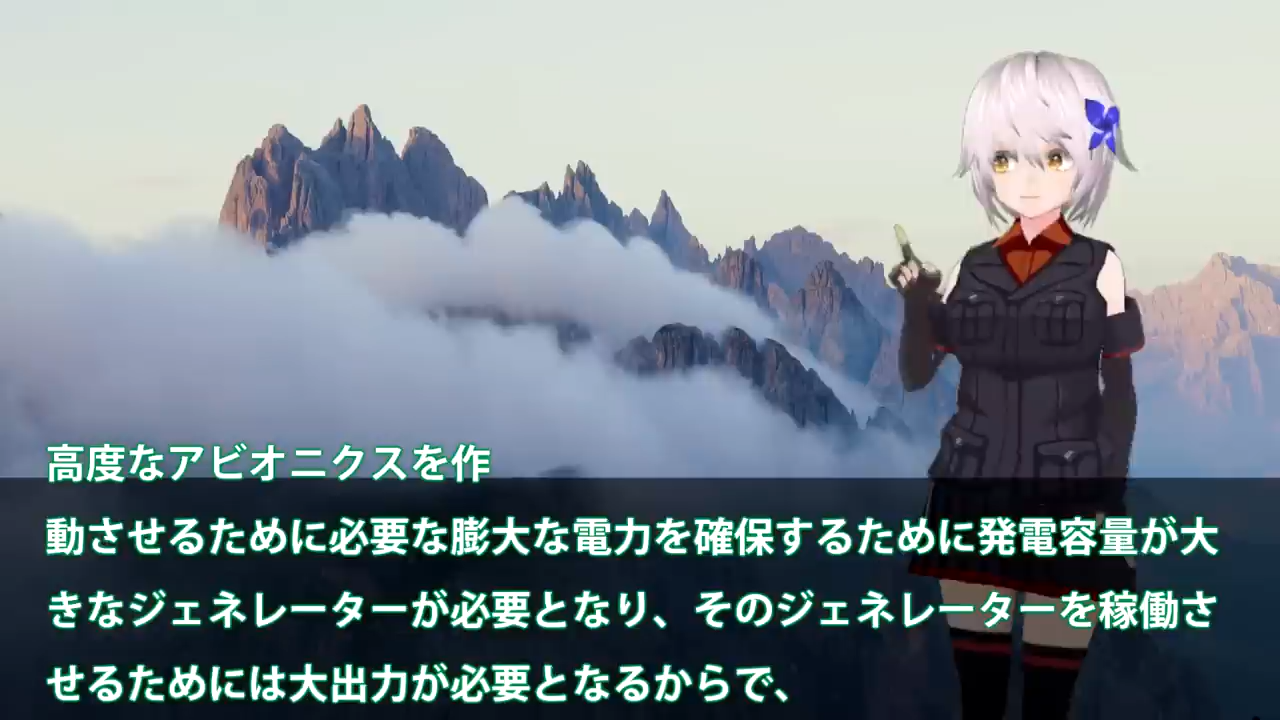 高度なアビオニクスを作
動させるために必要な膨大な電力を確保するために発電容量が大
きなジェネレーターが必要となり、そのジェネレーターを稼働さ
せるためには大出力が必要となるからで、